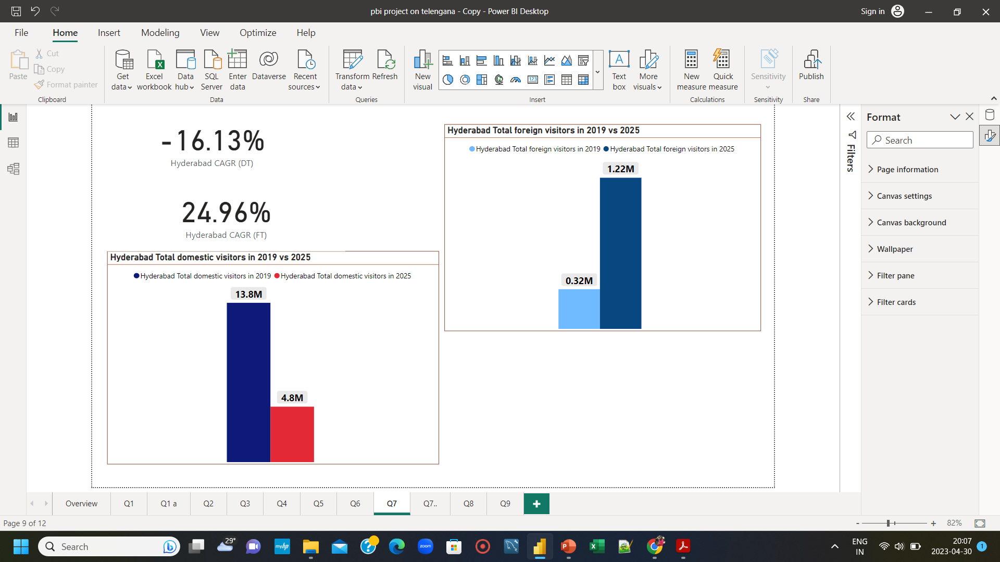 pbi project on telengana - Copy - Power BI Desktop
Sign in
File Home Insert Modeling View Optimize Help
Paste
Cut
Copy
Format painter
Clipboard
Get data
Excel workbook
Data hub
SQL Server
Enter data
Dataverse
Recent sources
Data
Transform data
Refresh
Queries
New visual
123
A
Text box
More visuals
Insert
New measure
Quick measure
Calculations
Sensitivity
Sensitivity
Publish
Share
-16.13%
Hyderabad CAGR (DT)
24.96%
Hyderabad CAGR (FT)
Hyderabad Total domestic visitors in 2019 vs 2025
Hyderabad Total domestic visitors in 2019 Hyderabad Total domestic visitors in 2025
13.8M
4.8M
Hyderabad Total foreign visitors in 2019 vs 2025
Hyderabad Total foreign visitors in 2019 Hyderabad Total foreign visitors in 2025
1.22M
0.32M
Filters
Format
Search
Page information
Canvas settings
Canvas background
Wallpaper
Filter pane
Filter cards
Overview Q1 Q1 a Q2 Q3 Q4 Q5 Q6 Q7 Q7.. Q8 Q9
Page 9 of 12
- + 82%
Search
29°
myhp
zoom
ENG
IN
20:07
2023-04-30
1